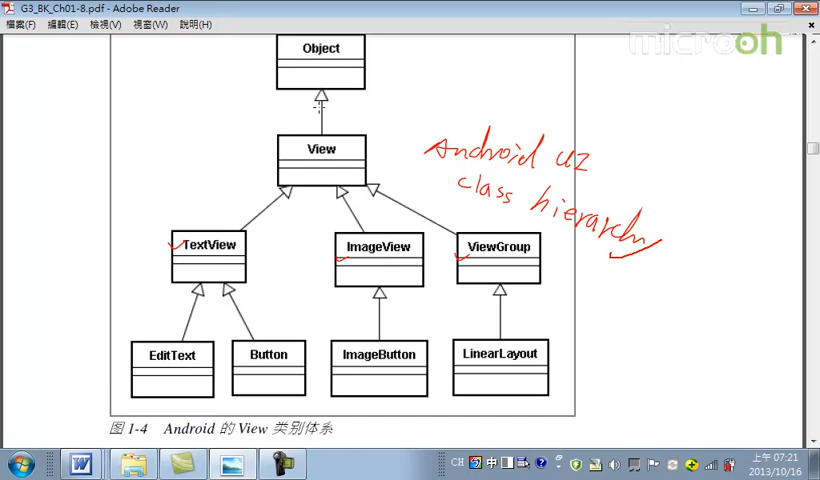 G3_BK_Ch01-8.pdf - Adobe Reader
檔案(F) 編輯(E) 檢視(V) 視窗(W) 說明(H)
microoh
Object
View
Android UI
class hierarchy
TextView
ImageView
ViewGroup
EditText
Button
ImageButton
LinearLayout
图 1-4 Android 的 View 类别体系
CH 中
上午 07:21
2013/10/16